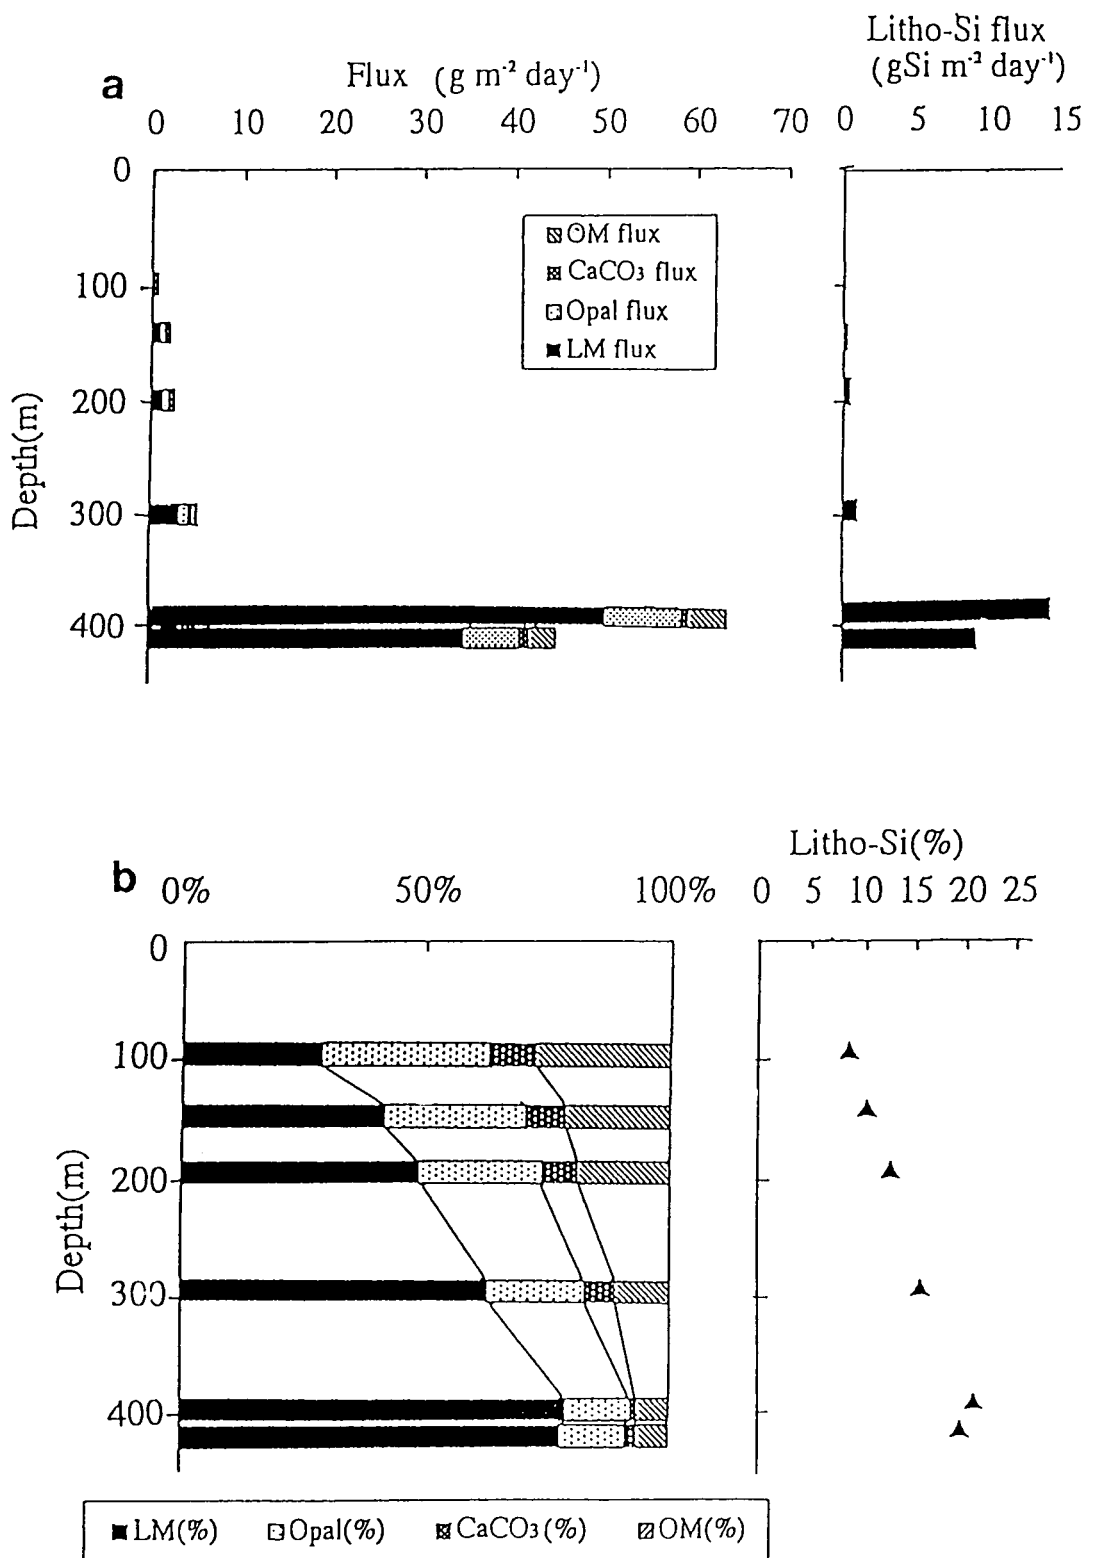 Litho-Si flux
a Flux (g m⁻² day⁻¹) (gSi m⁻² day⁻¹)
0 10 20 30 40 50 60 70 0 5 10 15
0
OM flux
100 CaCO₃ flux
Opal flux
LM flux
200
Depth(m)
300
400
Litho-Si(%)
b 0% 50% 100% 0 5 10 15 20 25
0
100
200
Depth(m)
300
400
LM(%) Opal(%) CaCO₃(%) OM(%)